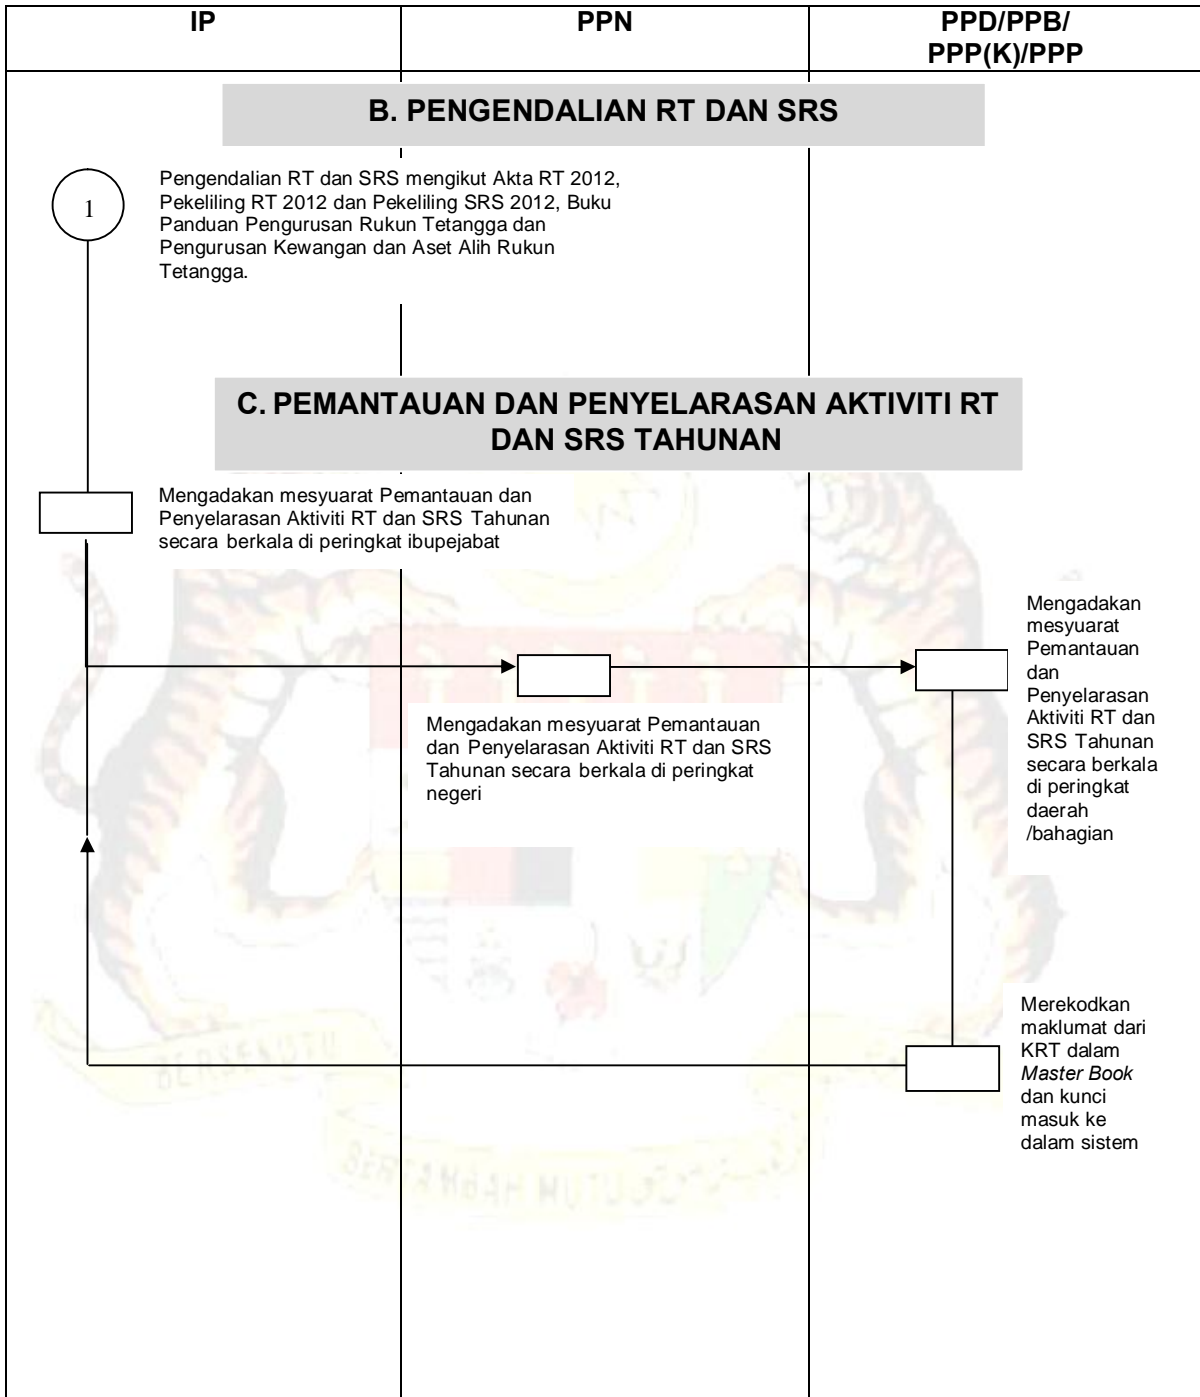 IP
PPN
PPD/PPB/
PPP(K)/PPP
B. PENGENDALIAN RT DAN SRS
1
Pengendalian RT dan SRS mengikut Akta RT 2012,
Pekeliling RT 2012 dan Pekeliling SRS 2012, Buku
Panduan Pengurusan Rukun Tetangga dan
Pengurusan Kewangan dan Aset Alih Rukun
Tetangga.
C. PEMANTAUAN DAN PENYELARASAN AKTIVITI RT
DAN SRS TAHUNAN
Mengadakan mesyuarat Pemantauan dan
Penyelarasan Aktiviti RT dan SRS Tahunan
secara berkala di peringkat ibupejabat
Mengadakan mesyuarat Pemantauan
dan Penyelarasan Aktiviti RT dan SRS
Tahunan secara berkala di peringkat
negeri
Mengadakan
mesyuarat
Pemantauan
dan
Penyelarasan
Aktiviti RT dan
SRS Tahunan
secara berkala
di peringkat
daerah
/bahagian
Merekodkan
maklumat dari
KRT dalam
Master Book
dan kunci
masuk ke
dalam sistem
BERSEKUTU
BERTAMBAH MUTU